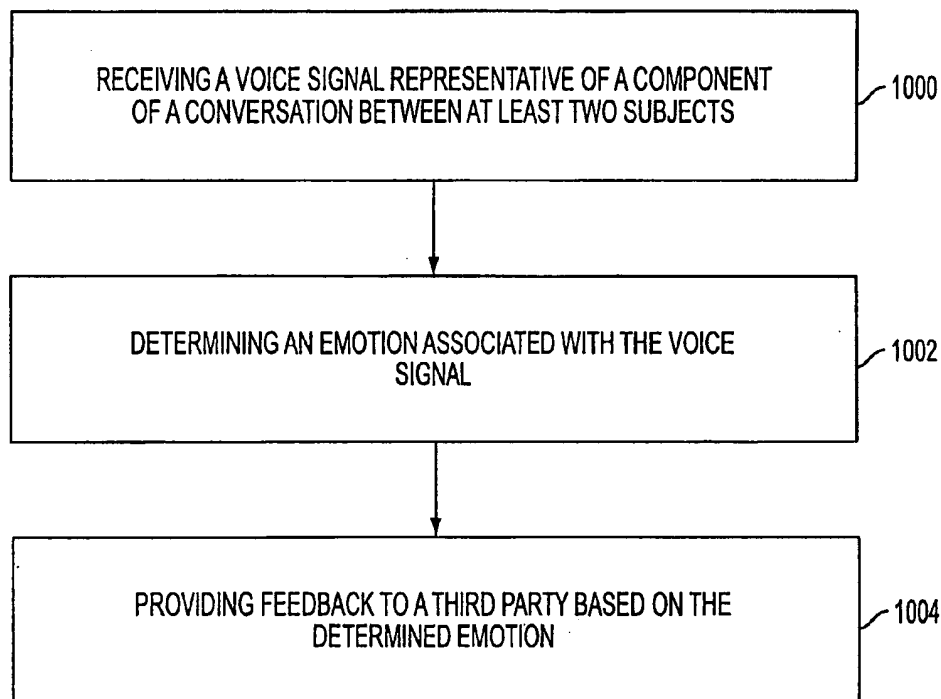 RECEIVING A VOICE SIGNAL REPRESENTATIVE OF A COMPONENT
OF A CONVERSATION BETWEEN AT LEAST TWO SUBJECTS
1000
DETERMINING AN EMOTION ASSOCIATED WITH THE VOICE
SIGNAL
1002
PROVIDING FEEDBACK TO A THIRD PARTY BASED ON THE
DETERMINED EMOTION
1004